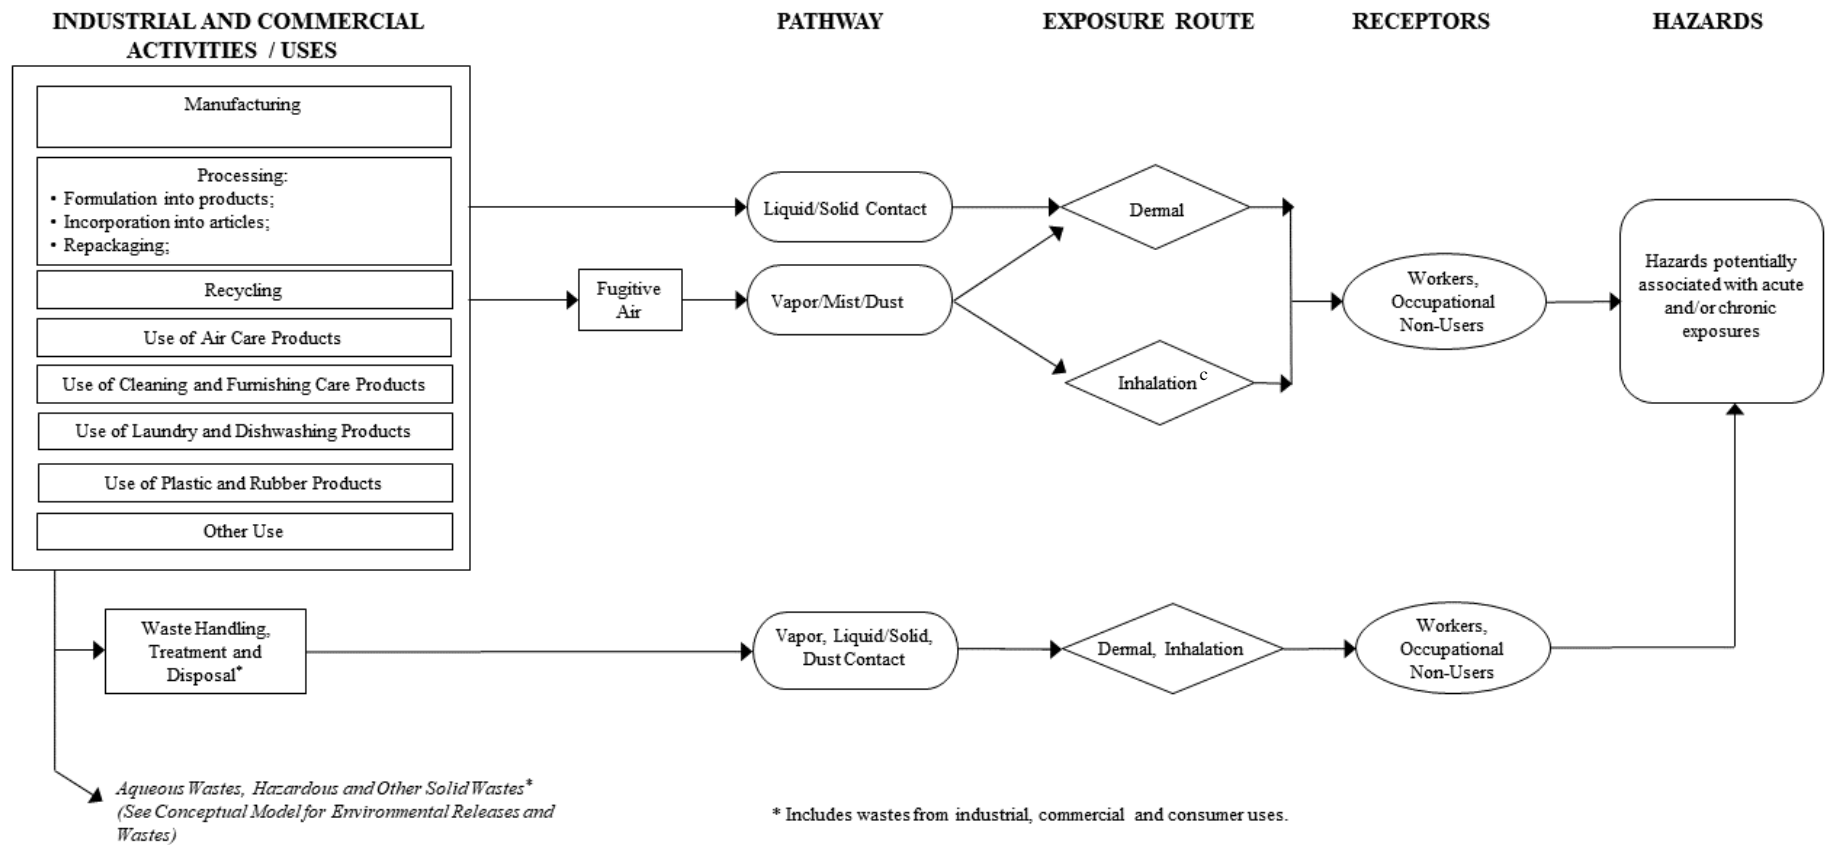 INDUSTRIAL AND COMMERCIAL
ACTIVITIES / USES
PATHWAY
EXPOSURE ROUTE
RECEPTORS
HAZARDS
Manufacturing
Processing:
• Formulation into products;
• Incorporation into articles;
• Repackaging;
Recycling
Use of Air Care Products
Use of Cleaning and Furnishing Care Products
Use of Laundry and Dishwashing Products
Use of Plastic and Rubber Products
Other Use
Liquid/Solid Contact
Dermal
Fugitive
Air
Vapor/Mist/Dust
Inhalation c
Workers,
Occupational
Non-Users
Hazards potentially
associated with acute
and/or chronic
exposures
Waste Handling,
Treatment and
Disposal*
Vapor, Liquid/Solid,
Dust Contact
Dermal, Inhalation
Workers,
Occupational
Non-Users
Aqueous Wastes, Hazardous and Other Solid Wastes*
(See Conceptual Model for Environmental Releases and
Wastes)
* Includes wastes from industrial, commercial and consumer uses.